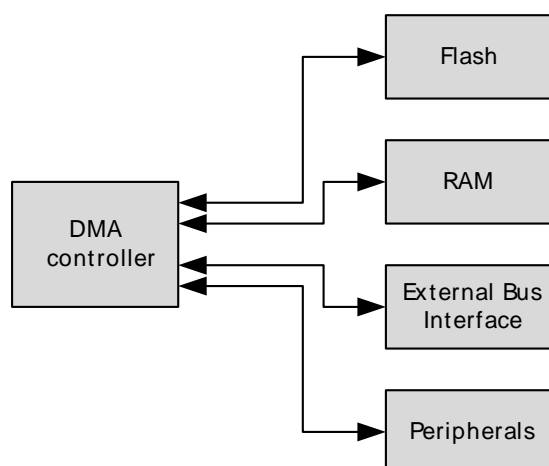 Flash
RAM
DMA
controller
External Bus
Interface
Peripherals